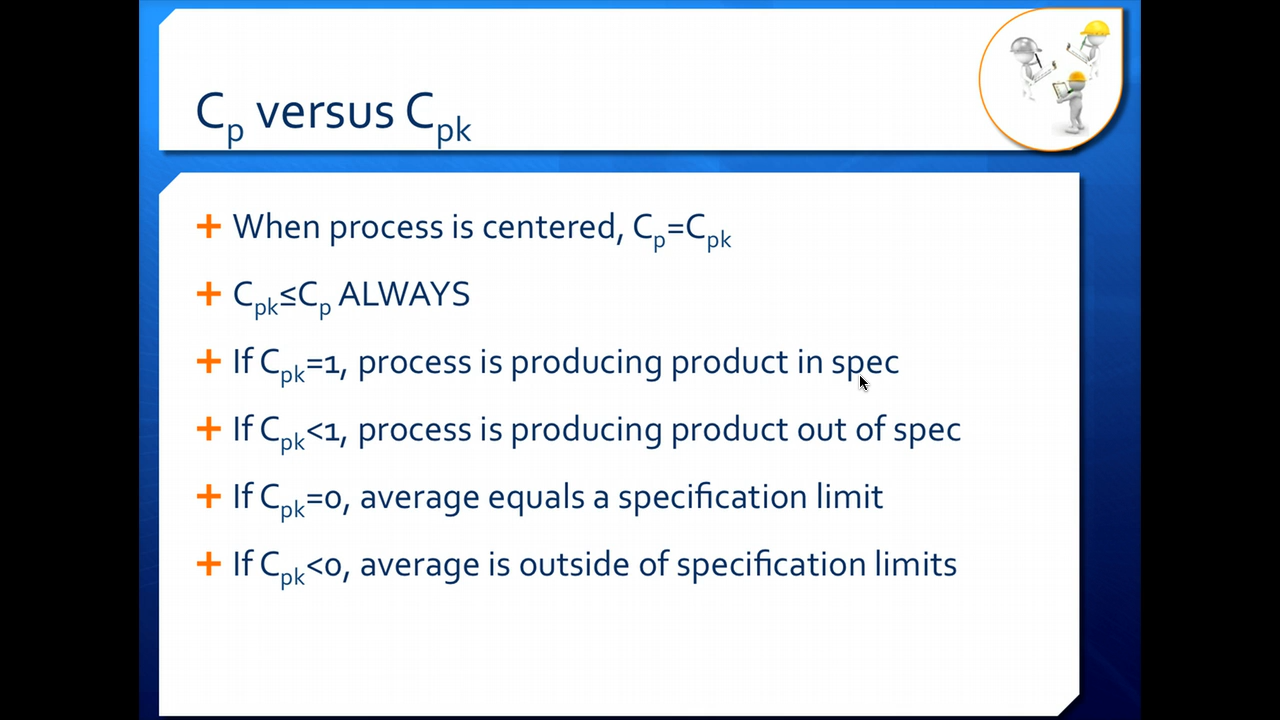 Cp versus Cpk
When process is centered, Cp=Cpk
Cpk≤Cp ALWAYS
If Cpk=1, process is producing product in spec
If Cpk<1, process is producing product out of spec
If Cpk=0, average equals a specification limit
If Cpk<0, average is outside of specification limits